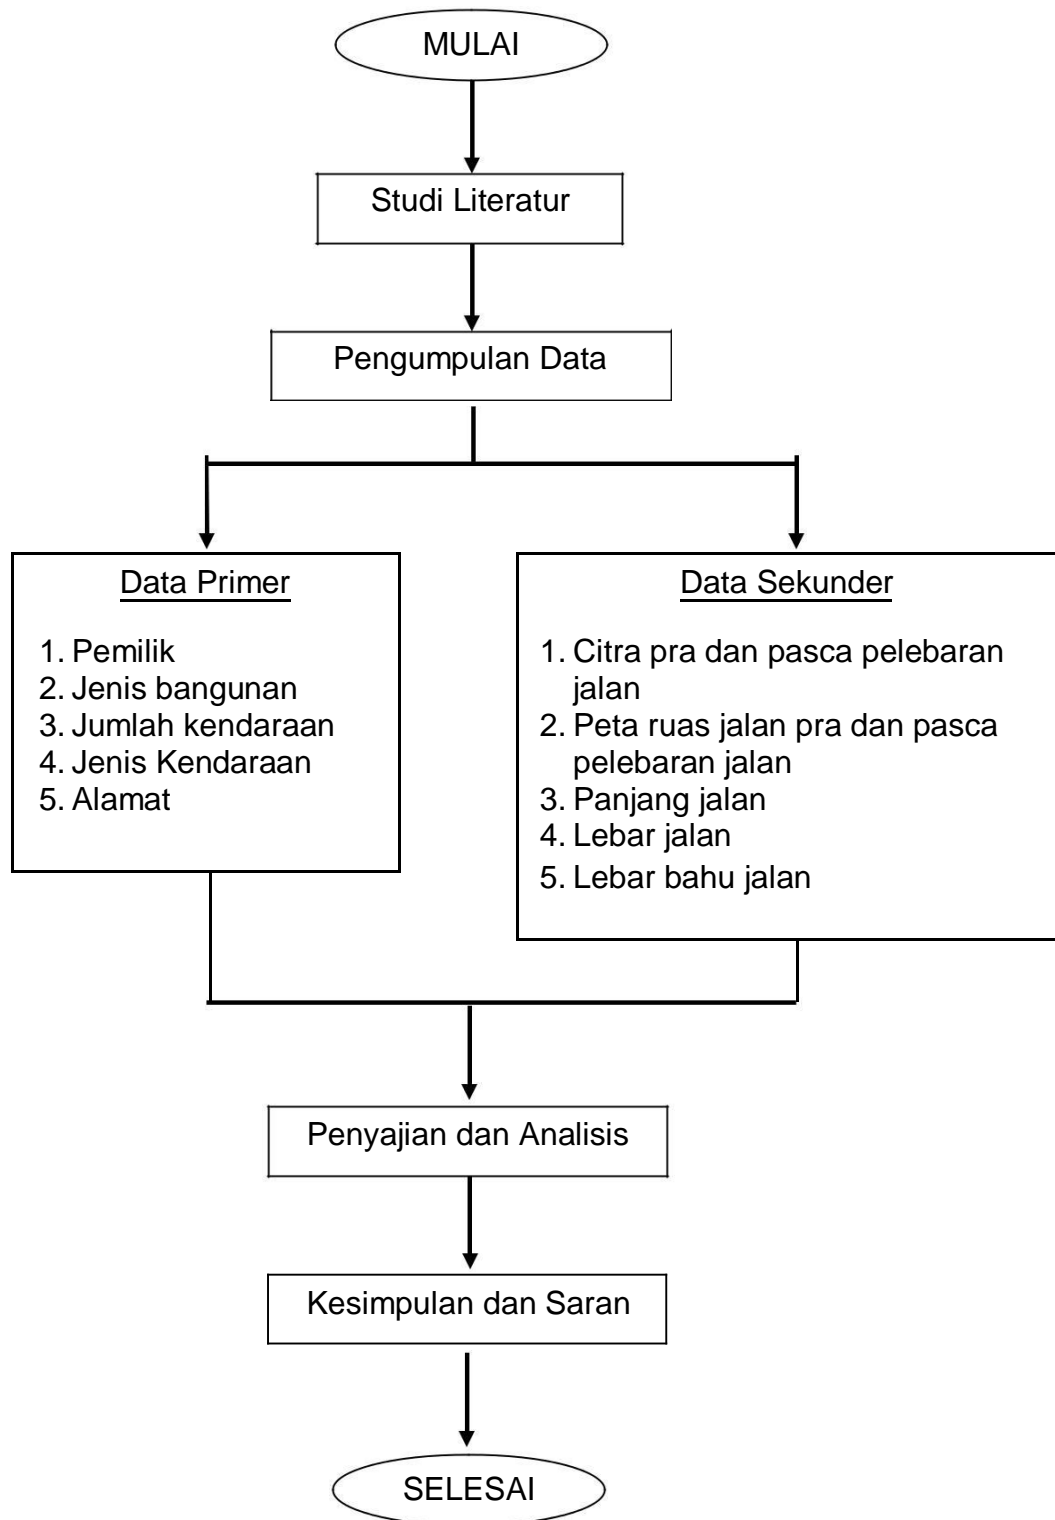 MULAI
Studi Literatur
Pengumpulan Data
Data Primer
1. Pemilik
2. Jenis bangunan
3. Jumlah kendaraan
4. Jenis Kendaraan
5. Alamat
Data Sekunder
1. Citra pra dan pasca pelebaran
jalan
2. Peta ruas jalan pra dan pasca
pelebaran jalan
3. Panjang jalan
4. Lebar jalan
5. Lebar bahu jalan
Penyajian dan Analisis
Kesimpulan dan Saran
SELESAI